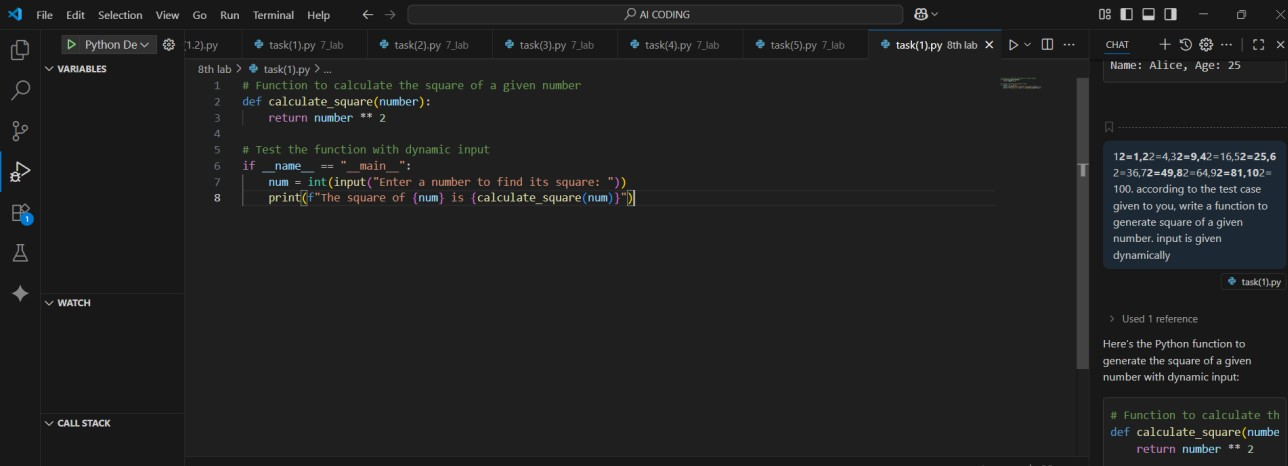 File Edit Selection View Go Run Terminal Help
AI CODING
Python De
(1.2).py
task(1).py 7_lab
task(2).py 7_lab
task(3).py 7_lab
task(4).py 7_lab
task(5).py 7_lab
task(1).py 8th lab
VARIABLES
WATCH
CALL STACK
1
8th lab > task(1).py > ...
1 # Function to calculate the square of a given number
2 def calculate_square(number):
3 return number ** 2
4
5 # Test the function with dynamic input
6 if __name__ == "__main__":
7 num = int(input("Enter a number to find its square: "))
8 print(f"The square of {num} is {calculate_square(num)}")
CHAT
Name: Alice, Age: 25
12=1,22=4,32=9,42=16,52=25,6
2=36,72=49,82=64,92=81,102=
100. according to the test case
given to you, write a function to
generate square of a given
number. input is given
dynamically
task(1).py
> Used 1 reference
Here's the Python function to
generate the square of a given
number with dynamic input:
# Function to calculate th
def calculate_square(numbe
return number ** 2